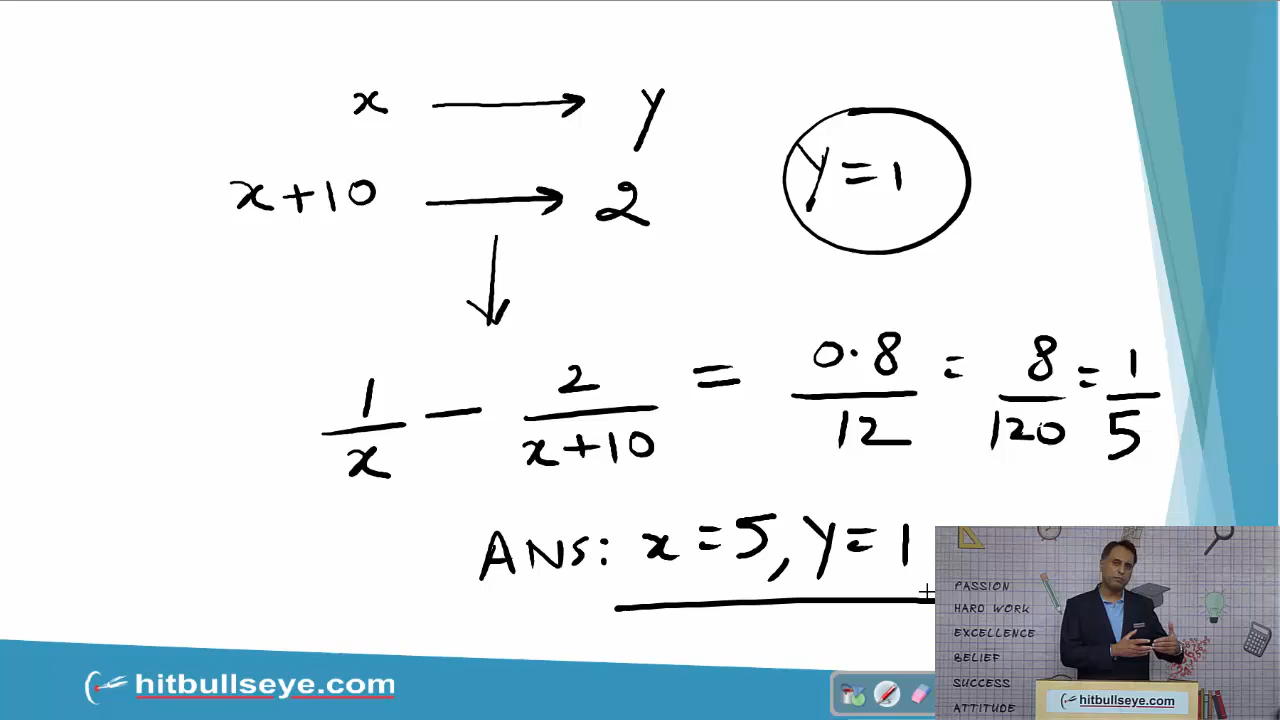 x → y
y = 1
x+10 → 2
↓
1/x − 2/(x+10) = 0.8/12 = 8/120 = 1/5
ANS: x = 5, y = 1
PASSION
HARD WORK
EXCELLENCE
BELIEF
SUCCESS
ATTITUDE
hitbullseye.com
hitbullseye.com